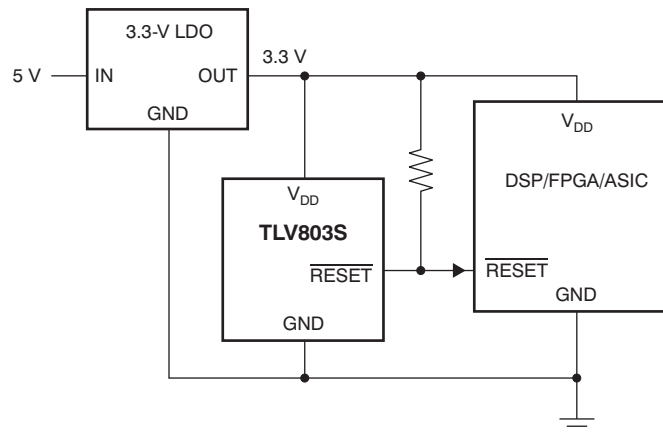 3.3-V LDO
3.3 V
5 V
IN
OUT
GND
V_DD
DSP/FPGA/ASIC
V_DD
TLV803S
RESET
RESET
GND
GND